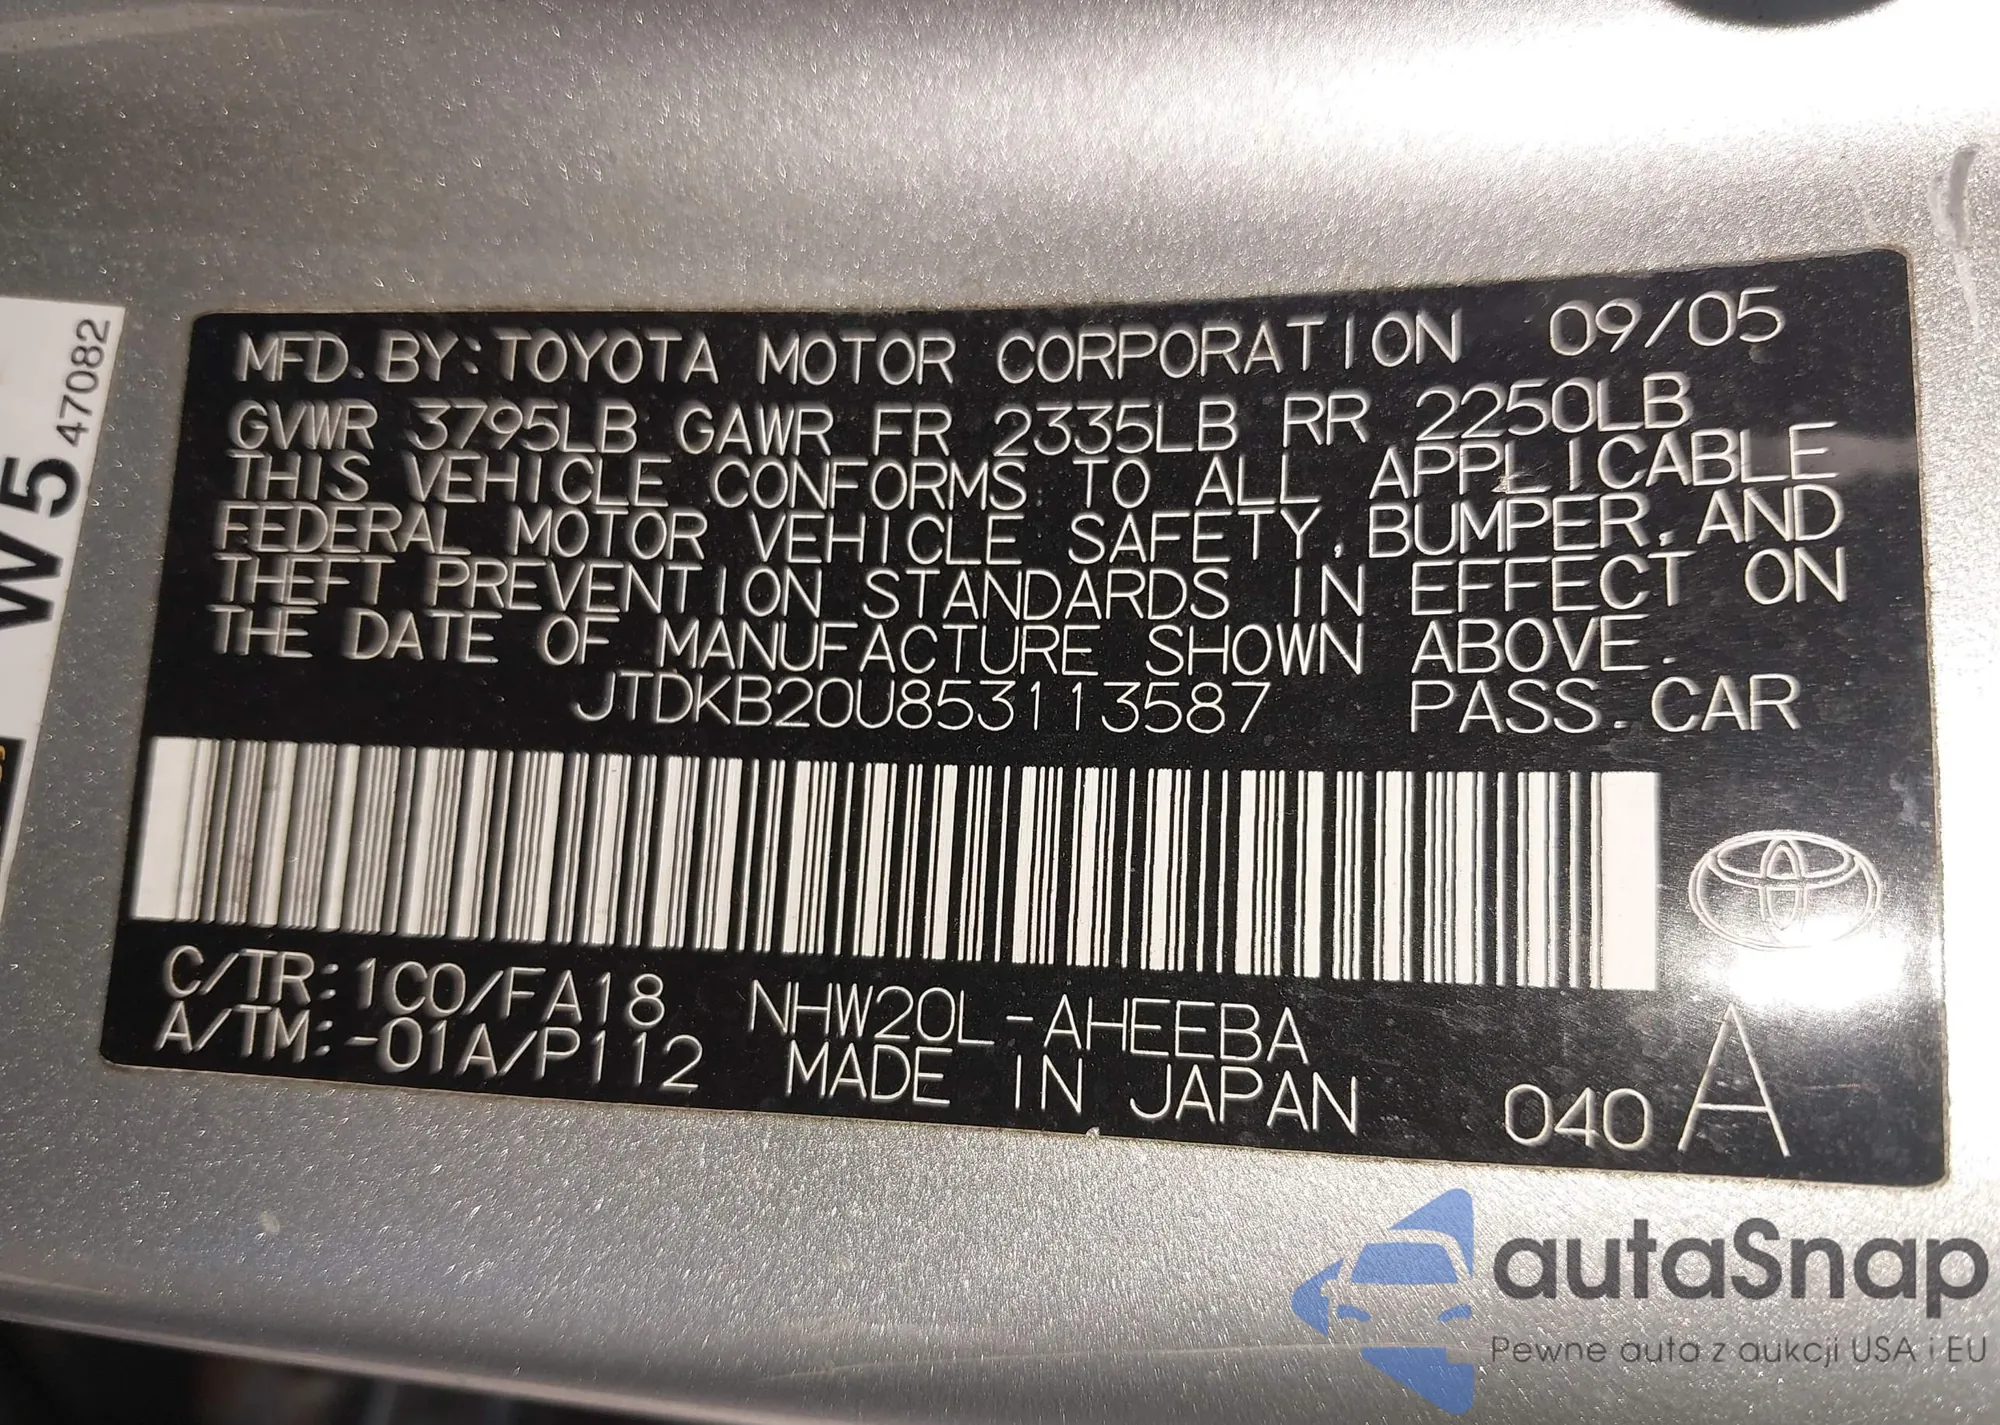 MFD. BY: TOYOTA MOTOR CORPORATION 09/05
GVWR 3795LB GAWR FR 2335LB RR 2250LB
THIS VEHICLE CONFORMS TO ALL APPLICABLE
FEDERAL MOTOR VEHICLE SAFETY, BUMPER, AND
THEFT PREVENTION STANDARDS IN EFFECT ON
THE DATE OF MANUFACTURE SHOWN ABOVE.
JTDKB20U853113587 PASS. CAR
C/TR: 1C0/FA18 NHW20L-AHEEBA
A/TM: -01A/P112 MADE IN JAPAN 040 A
W5 47082
autaSnap
Pewne auta z aukcji USA i EU